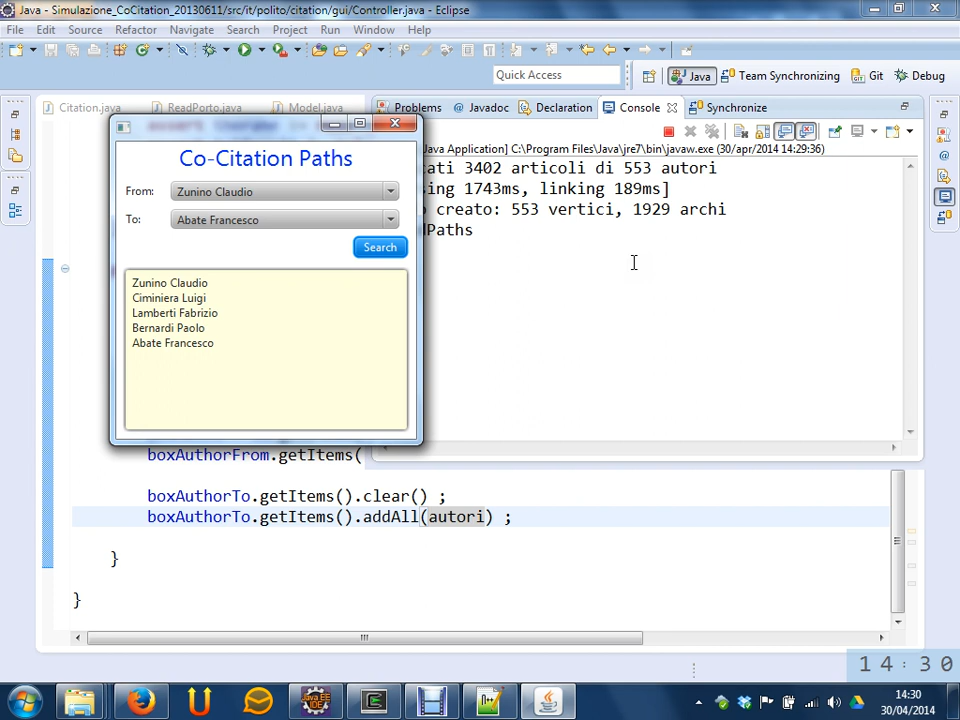 Java - Simulazione_CoCitation_20130611/src/it/polito/citation/gui/Controller.java - Eclipse
File Edit Source Refactor Navigate Search Project Run Window Help
Quick Access
Java
Team Synchronizing
Git
Debug
Citation.java
ReadPorto.java
Model.java
Problems
@ Javadoc
Declaration
Console
Synchronize
Java Application] C:\Program Files\Java\jre7\bin\javaw.exe (30/apr/2014 14:29:36)
ati 3402 articoli di 553 autori
ing 1743ms, linking 189ms]
creato: 553 vertici, 1929 archi
Paths
Co-Citation Paths
From: Zunino Claudio
To: Abate Francesco
Search
Zunino Claudio
Ciminiera Luigi
Lamberti Fabrizio
Bernardi Paolo
Abate Francesco
boxAuthorFrom.getItems(
boxAuthorTo.getItems().clear() ;
boxAuthorTo.getItems().addAll(autori) ;
}
}
14:30
14:30
30/04/2014